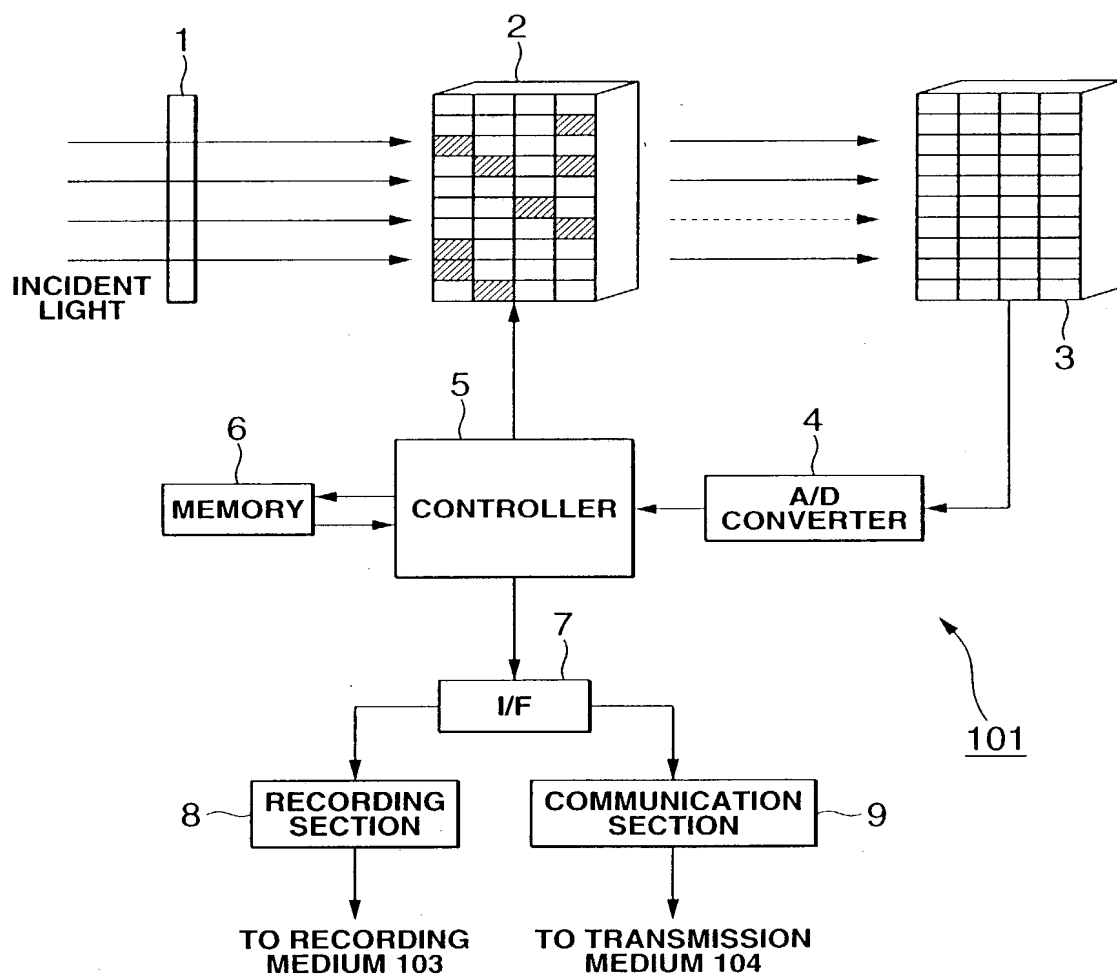 1
2
INCIDENT
LIGHT
3
5
6
4
MEMORY
CONTROLLER
A/D
CONVERTER
7
I/F
101
8
RECORDING
SECTION
COMMUNICATION
SECTION
9
TO RECORDING
MEDIUM 103
TO TRANSMISSION
MEDIUM 104